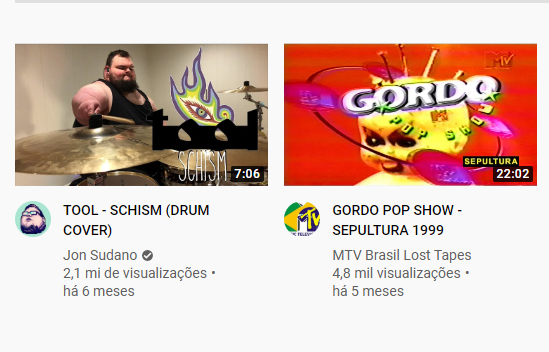 tool
SCHISM
7:06
TOOL - SCHISM (DRUM
COVER)
Jon Sudano
2,1 mi de visualizações •
há 6 meses
MTV
GORDO
POP SHOW
SEPULTURA
22:02
MTV
GORDO POP SHOW -
SEPULTURA 1999
MTV Brasil Lost Tapes
4,8 mil visualizações •
há 5 meses